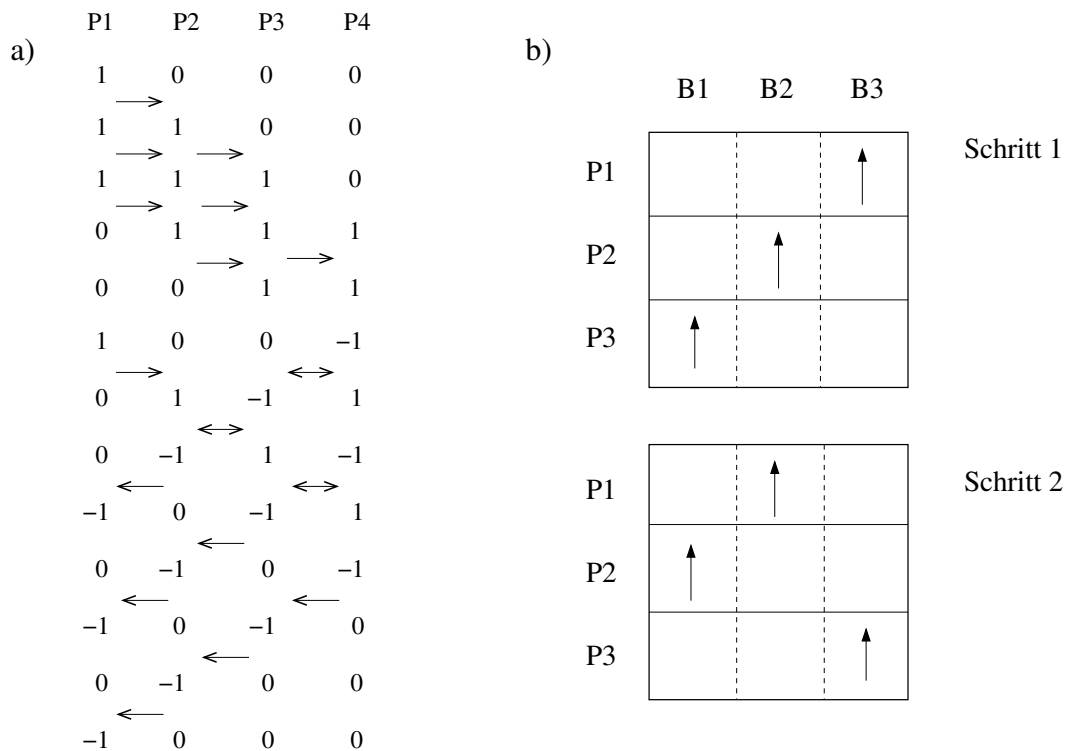 P1 P2 P3 P4
a)
1 0 0 0
1 1 0 0
1 1 1 0
0 1 1 1
0 0 1 1
1 0 0 −1
0 1 −1 1
0 −1 1 −1
−1 0 −1 1
0 −1 0 −1
−1 0 −1 0
0 −1 0 0
−1 0 0 0
b)
B1 B2 B3
P1 Schritt 1
P2
P3
P1 Schritt 2
P2
P3